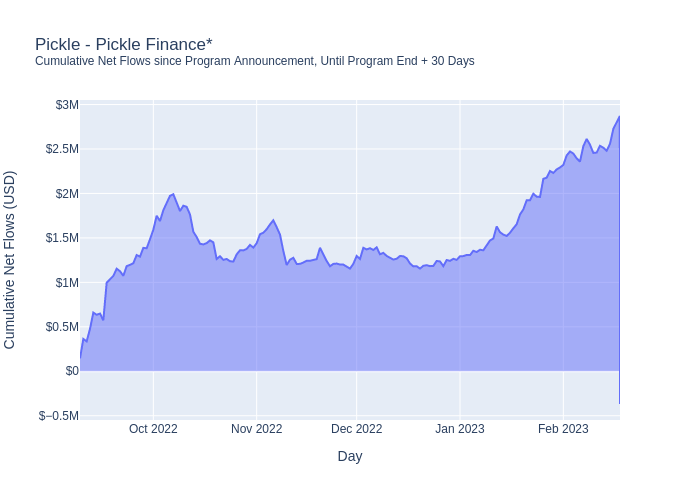 Pickle - Pickle Finance*
Cumulative Net Flows since Program Announcement, Until Program End + 30 Days
Cumulative Net Flows (USD)
$3M
$2.5M
$2M
$1.5M
$1M
$0.5M
$0
$−0.5M
Oct 2022
Nov 2022
Dec 2022
Jan 2023
Feb 2023
Day